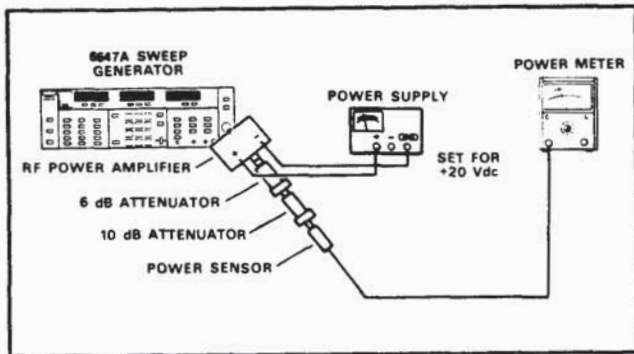 6647A SWEEP
GENERATOR
POWER METER
POWER SUPPLY
RF POWER AMPLIFIER
SET FOR
+20 Vdc
6 dB ATTENUATOR
10 dB ATTENUATOR
POWER SENSOR